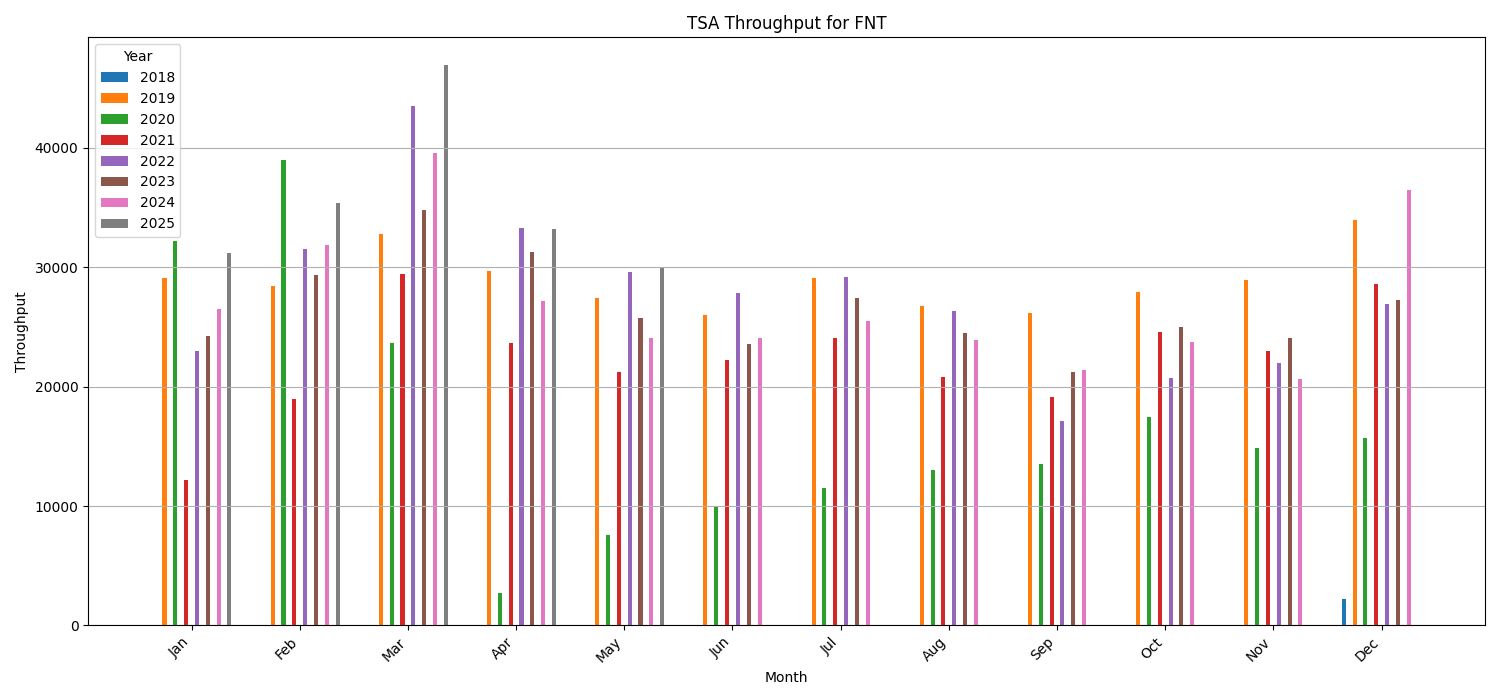 TSA Throughput for FNT
Year
2018
2019
2020
2021
2022
2023
2024
2025
Throughput
40000
30000
20000
10000
0
Jan
Feb
Mar
Apr
May
Jun
Jul
Aug
Sep
Oct
Nov
Dec
Month